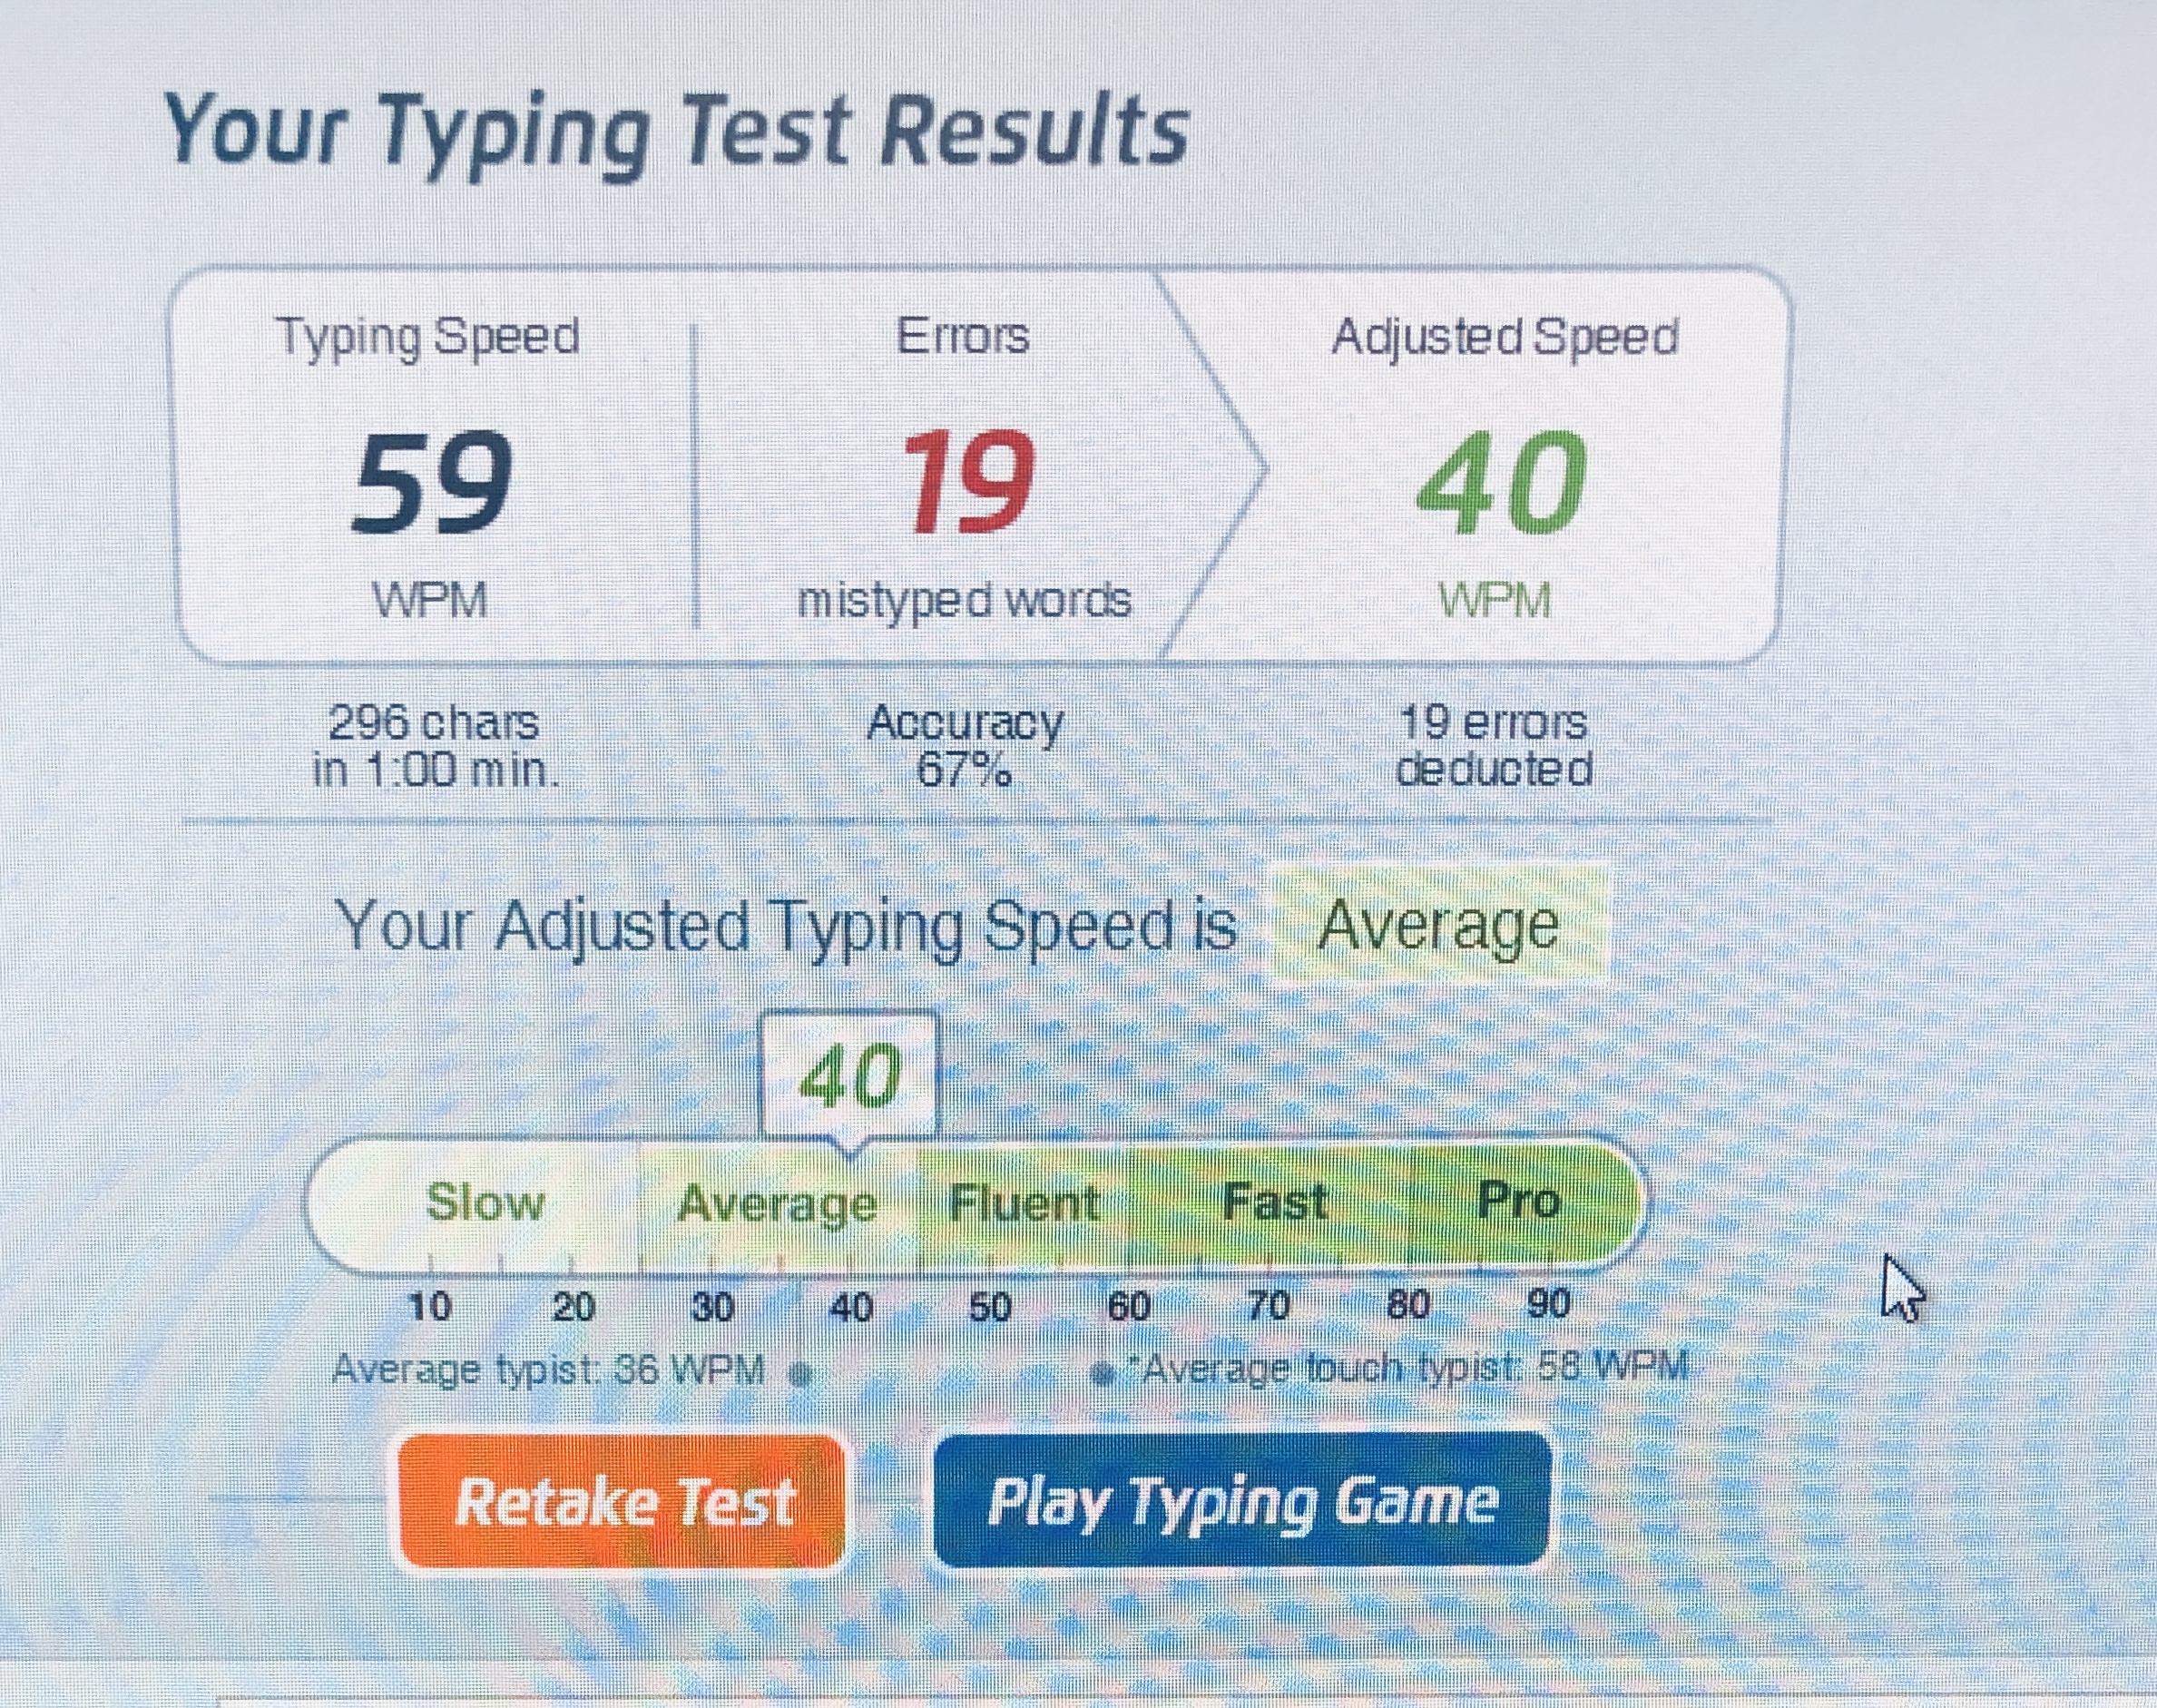 Your Typing Test Results
Typing Speed
Errors
Adjusted Speed
59
19
40
WPM
mistyped words
WPM
296 chars
in 1:00 min.
Accuracy
67%
19 errors
deducted
Your Adjusted Typing Speed is Average
40
Slow Average Fluent Fast Pro
10 20 30 40 50 60 70 80 90
Average typist: 36 WPM
*Average touch typist: 58 WPM
Retake Test
Play Typing Game